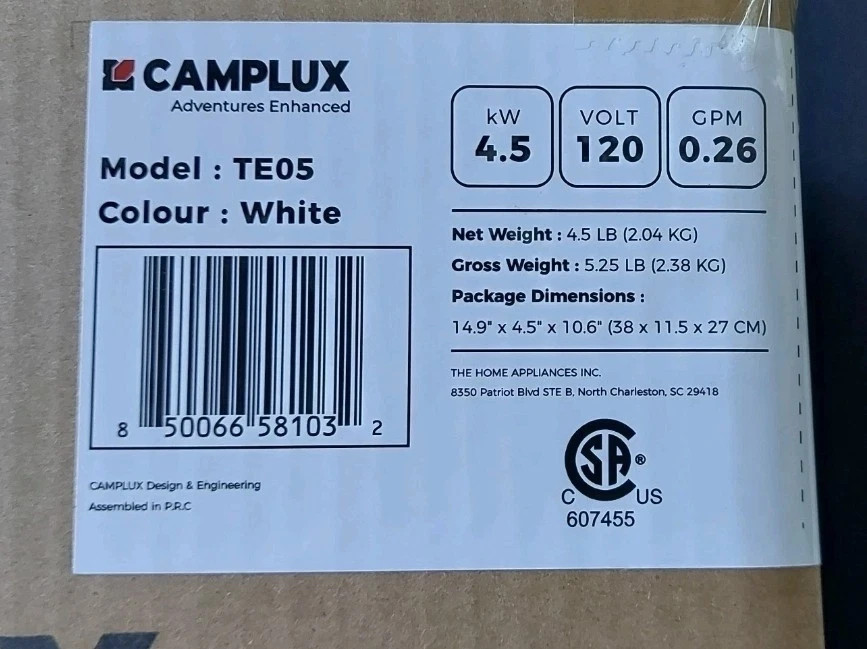 CAMPLUX
Adventures Enhanced
Model : TE05
Colour : White
8 50066 58103 2
CAMPLUX Design & Engineering
Assembled in P.R.C
kW
4.5
VOLT
120
GPM
0.26
Net Weight : 4.5 LB (2.04 KG)
Gross Weight : 5.25 LB (2.38 KG)
Package Dimensions :
14.9" x 4.5" x 10.6" (38 x 11.5 x 27 CM)
THE HOME APPLIANCES INC.
8350 Patriot Blvd STE B, North Charleston, SC 29418
CSA®
C US
607455